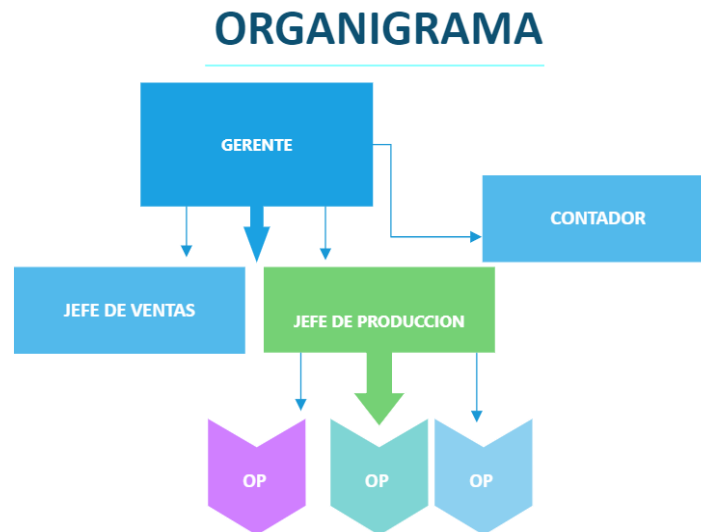 ORGANIGRAMA
GERENTE
CONTADOR
JEFE DE VENTAS
JEFE DE PRODUCCION
OP
OP
OP